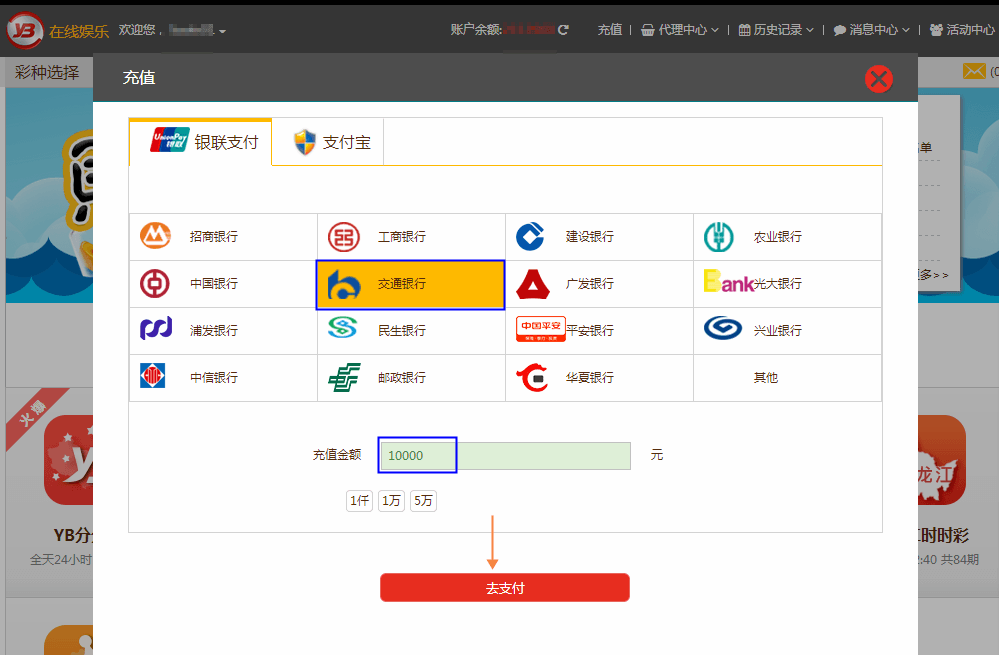 YB 在线娱乐 欢迎您， 账户余额: 充值 代理中心 历史记录 消息中心 活动中心
彩种选择 充值 (0
UnionPay 银联 银联支付 支付宝
单
招商银行 工商银行 建设银行 农业银行
中国银行 交通银行 广发银行 Bank 光大银行
多>>
浦发银行 民生银行 中国平安 平安银行 兴业银行
中信银行 邮政银行 华夏银行 其他
火爆
充值金额 10000 元
龙江
1仟 1万 5万
YB分 时时彩
全天24小时 2:40 共84期
去支付